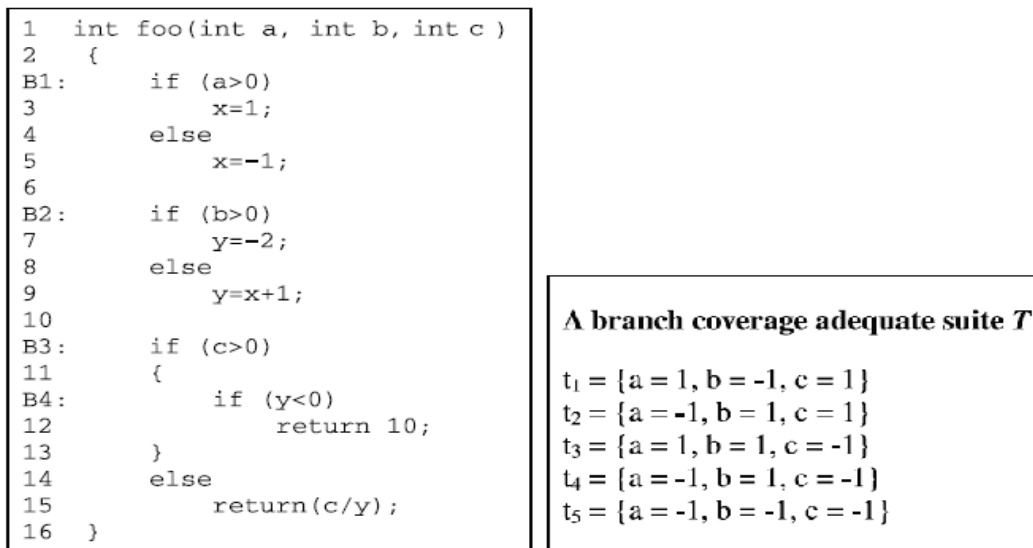 1 int foo(int a, int b, int c )
2 {
B1: if (a>0)
3 x=1;
4 else
5 x=-1;
6
B2: if (b>0)
7 y=-2;
8 else
9 y=x+1;
10
B3: if (c>0)
11 {
B4: if (y<0)
12 return 10;
13 }
14 else
15 return(c/y);
16 }
A branch coverage adequate suite T
t1 = {a = 1, b = -1, c = 1}
t2 = {a = -1, b = 1, c = 1}
t3 = {a = 1, b = 1, c = -1}
t4 = {a = -1, b = 1, c = -1}
t5 = {a = -1, b = -1, c = -1}